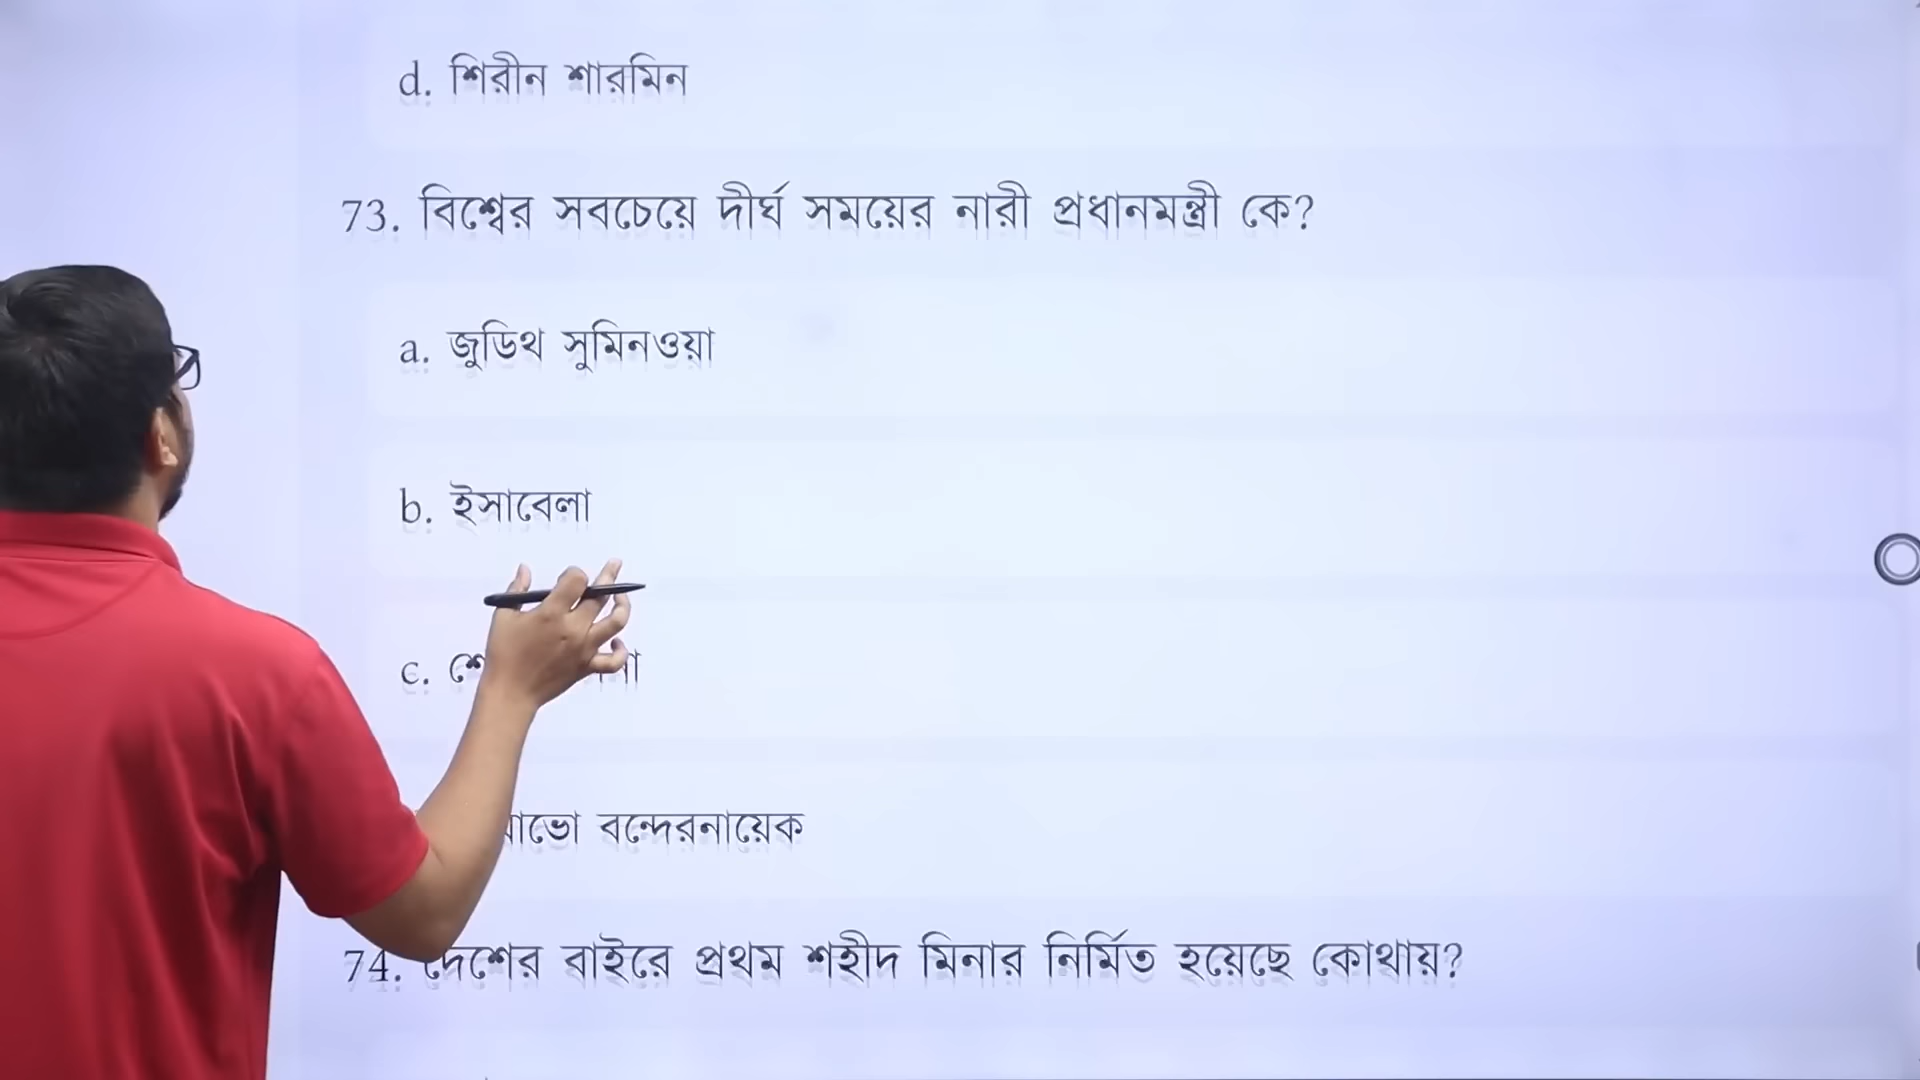 d. শিরীন শারমিন
73. বিশ্বের সবচেয়ে দীর্ঘ সময়ের নারী প্রধানমন্ত্রী কে?
a. জুডিথ সুমিনওয়া
b. ইসাবেলা
c.
বন্দেরনায়েক
74. দেশের বাইরে প্রথম শহীদ মিনার নির্মিত হয়েছে কোথায়?